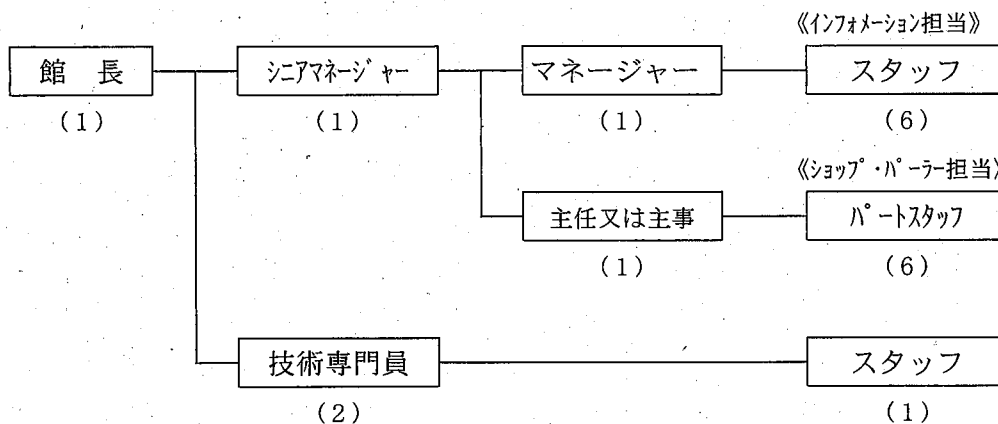 《インフォメーション担当》
館 長
シニアマネージャー
マネージャー
スタッフ
(1)
(1)
(1)
(6)
《ショップ・パーラー担当》
主任又は主事
パートスタッフ
(1)
(6)
技術専門員
スタッフ
(2)
(1)